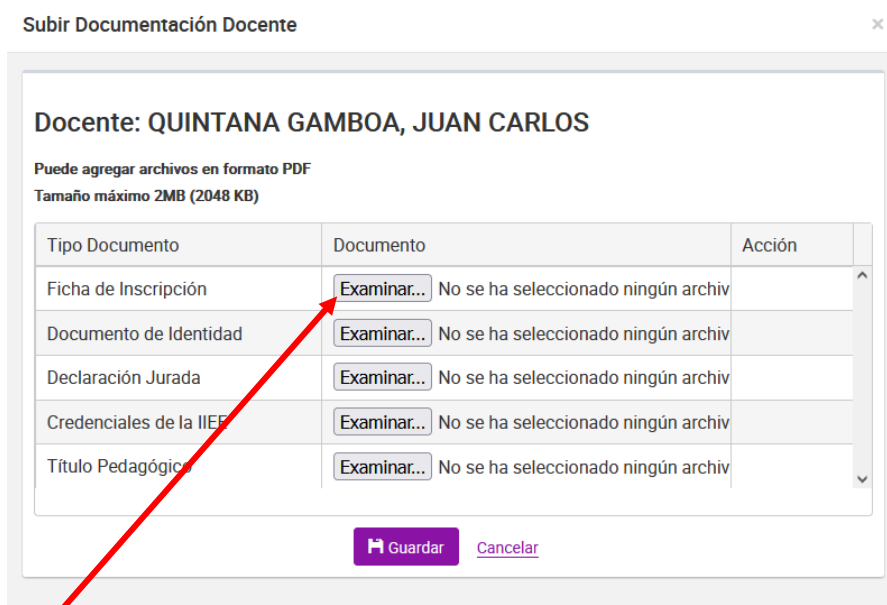 Subir Documentación Docente
×
Docente: QUINTANA GAMBOA, JUAN CARLOS
Puede agregar archivos en formato PDF
Tamaño máximo 2MB (2048 KB)
Tipo Documento Documento Acción
Ficha de Inscripción Examinar... No se ha seleccionado ningún archiv
Documento de Identidad Examinar... No se ha seleccionado ningún archiv
Declaración Jurada Examinar... No se ha seleccionado ningún archiv
Credenciales de la IIEE Examinar... No se ha seleccionado ningún archiv
Título Pedagógico Examinar... No se ha seleccionado ningún archiv
Guardar Cancelar